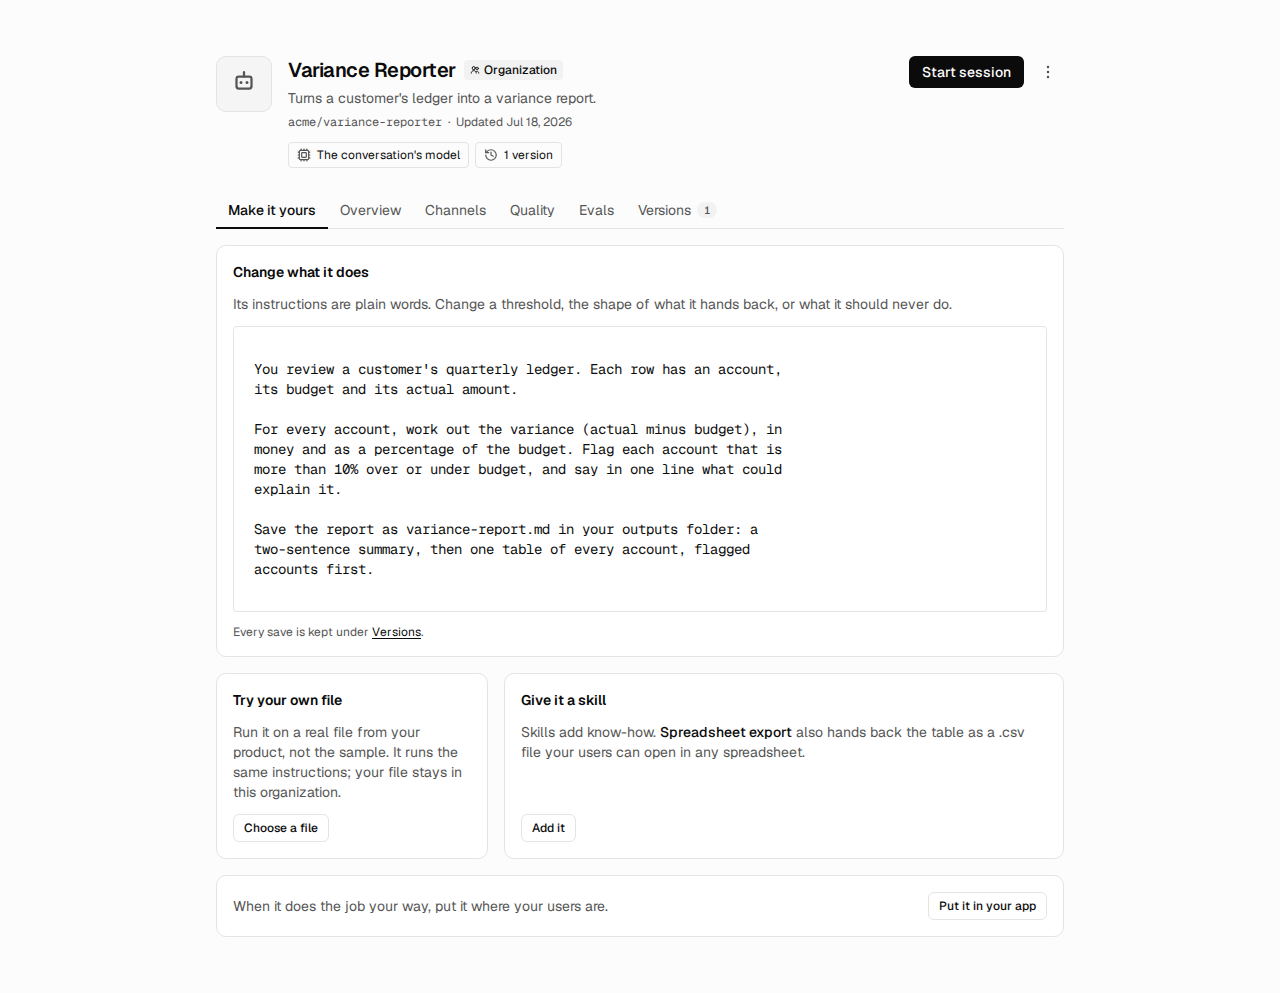 Variance Reporter
Organization
Start session
Turns a customer's ledger into a variance report.
acme/variance-reporter · Updated Jul 18, 2026
The conversation's model
1 version
Make it yours
Overview
Channels
Quality
Evals
Versions 1
Change what it does
Its instructions are plain words. Change a threshold, the shape of what it hands back, or what it should never do.
You review a customer's quarterly ledger. Each row has an account,
its budget and its actual amount.
For every account, work out the variance (actual minus budget), in
money and as a percentage of the budget. Flag each account that is
more than 10% over or under budget, and say in one line what could
explain it.
Save the report as variance-report.md in your outputs folder: a
two-sentence summary, then one table of every account, flagged
accounts first.
Every save is kept under Versions.
Try your own file
Run it on a real file from your
product, not the sample. It runs the
same instructions; your file stays in
this organization.
Choose a file
Give it a skill
Skills add know-how. Spreadsheet export also hands back the table as a .csv
file your users can open in any spreadsheet.
Add it
When it does the job your way, put it where your users are.
Put it in your app